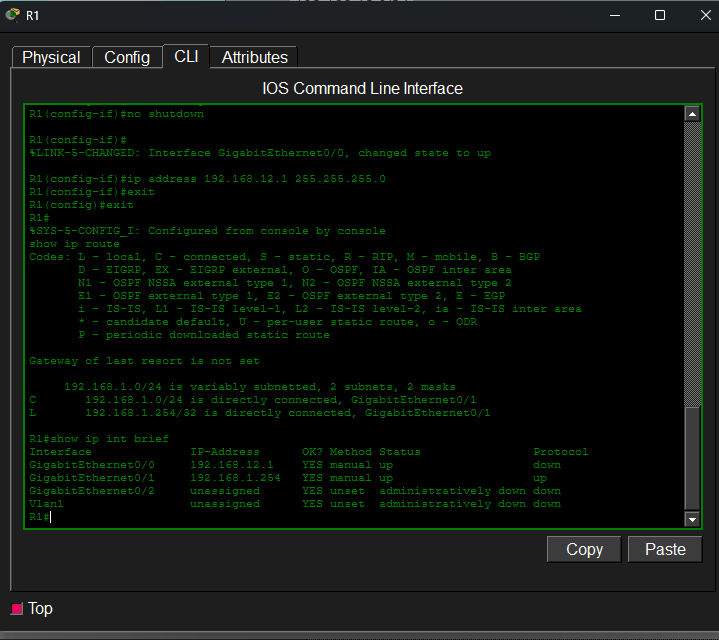 R1
Physical Config CLI Attributes
IOS Command Line Interface
R1(config-if)#no shutdown
R1(config-if)#
%LINK-5-CHANGED: Interface GigabitEthernet0/0, changed state to up
R1(config-if)#ip address 192.168.12.1 255.255.255.0
R1(config-if)#exit
R1(config)#exit
R1#
%SYS-5-CONFIG_I: Configured from console by console
show ip route
Codes: L - local, C - connected, S - static, R - RIP, M - mobile, B - BGP
D - EIGRP, EX - EIGRP external, O - OSPF, IA - OSPF inter area
N1 - OSPF NSSA external type 1, N2 - OSPF NSSA external type 2
E1 - OSPF external type 1, E2 - OSPF external type 2, E - EGP
i - IS-IS, L1 - IS-IS level-1, L2 - IS-IS level-2, ia - IS-IS inter area
* - candidate default, U - per-user static route, o - ODR
P - periodic downloaded static route
Gateway of last resort is not set
192.168.1.0/24 is variably subnetted, 2 subnets, 2 masks
C 192.168.1.0/24 is directly connected, GigabitEthernet0/1
L 192.168.1.254/32 is directly connected, GigabitEthernet0/1
R1#show ip int brief
Interface IP-Address OK? Method Status Protocol
GigabitEthernet0/0 192.168.12.1 YES manual up down
GigabitEthernet0/1 192.168.1.254 YES manual up up
GigabitEthernet0/2 unassigned YES unset administratively down down
Vlan1 unassigned YES unset administratively down down
R1#
Copy Paste
Top